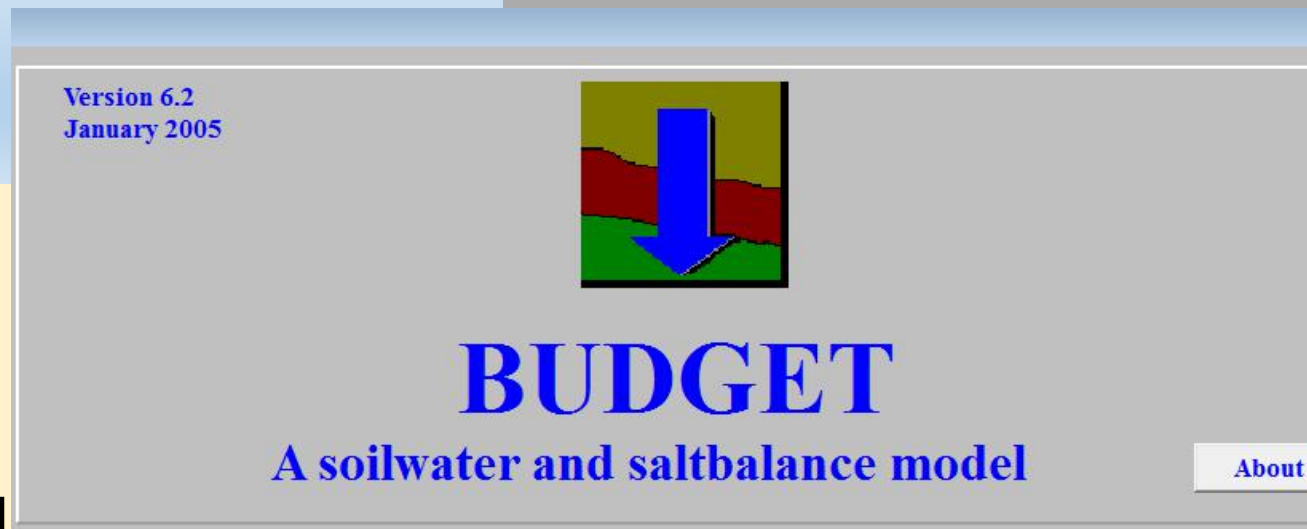 Version 6.2
January 2005
BUDGET
A soilwater and saltbalance model
About